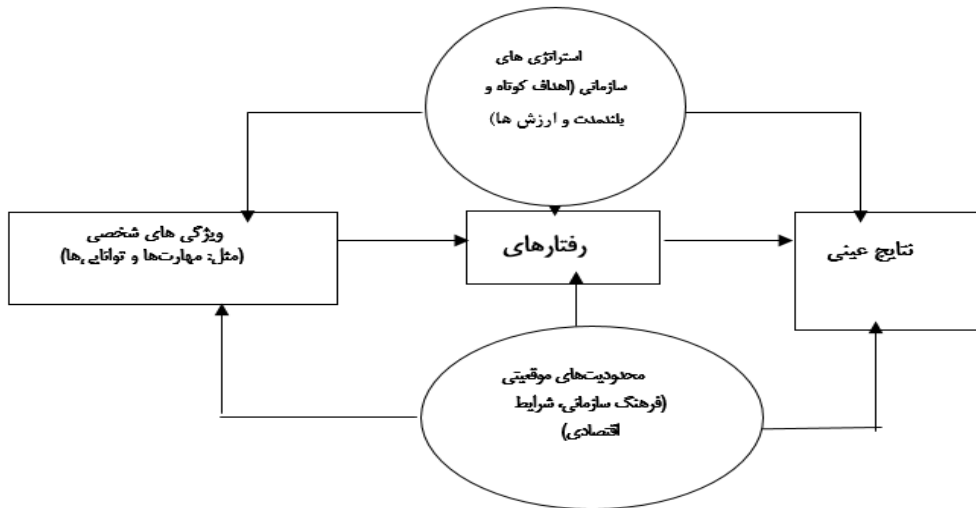 استراتژی های
سازمانی (اهداف کوتاه و
بلندمدت و ارزش ها)
ویژگی های شخصی
(مثل: مهارت‌ها و توانایی‌ها)
رفتارهای
نتایج عینی
محدودیت‌های موقعیتی
(فرهنگ سازمانی، شرایط
اقتصادی)